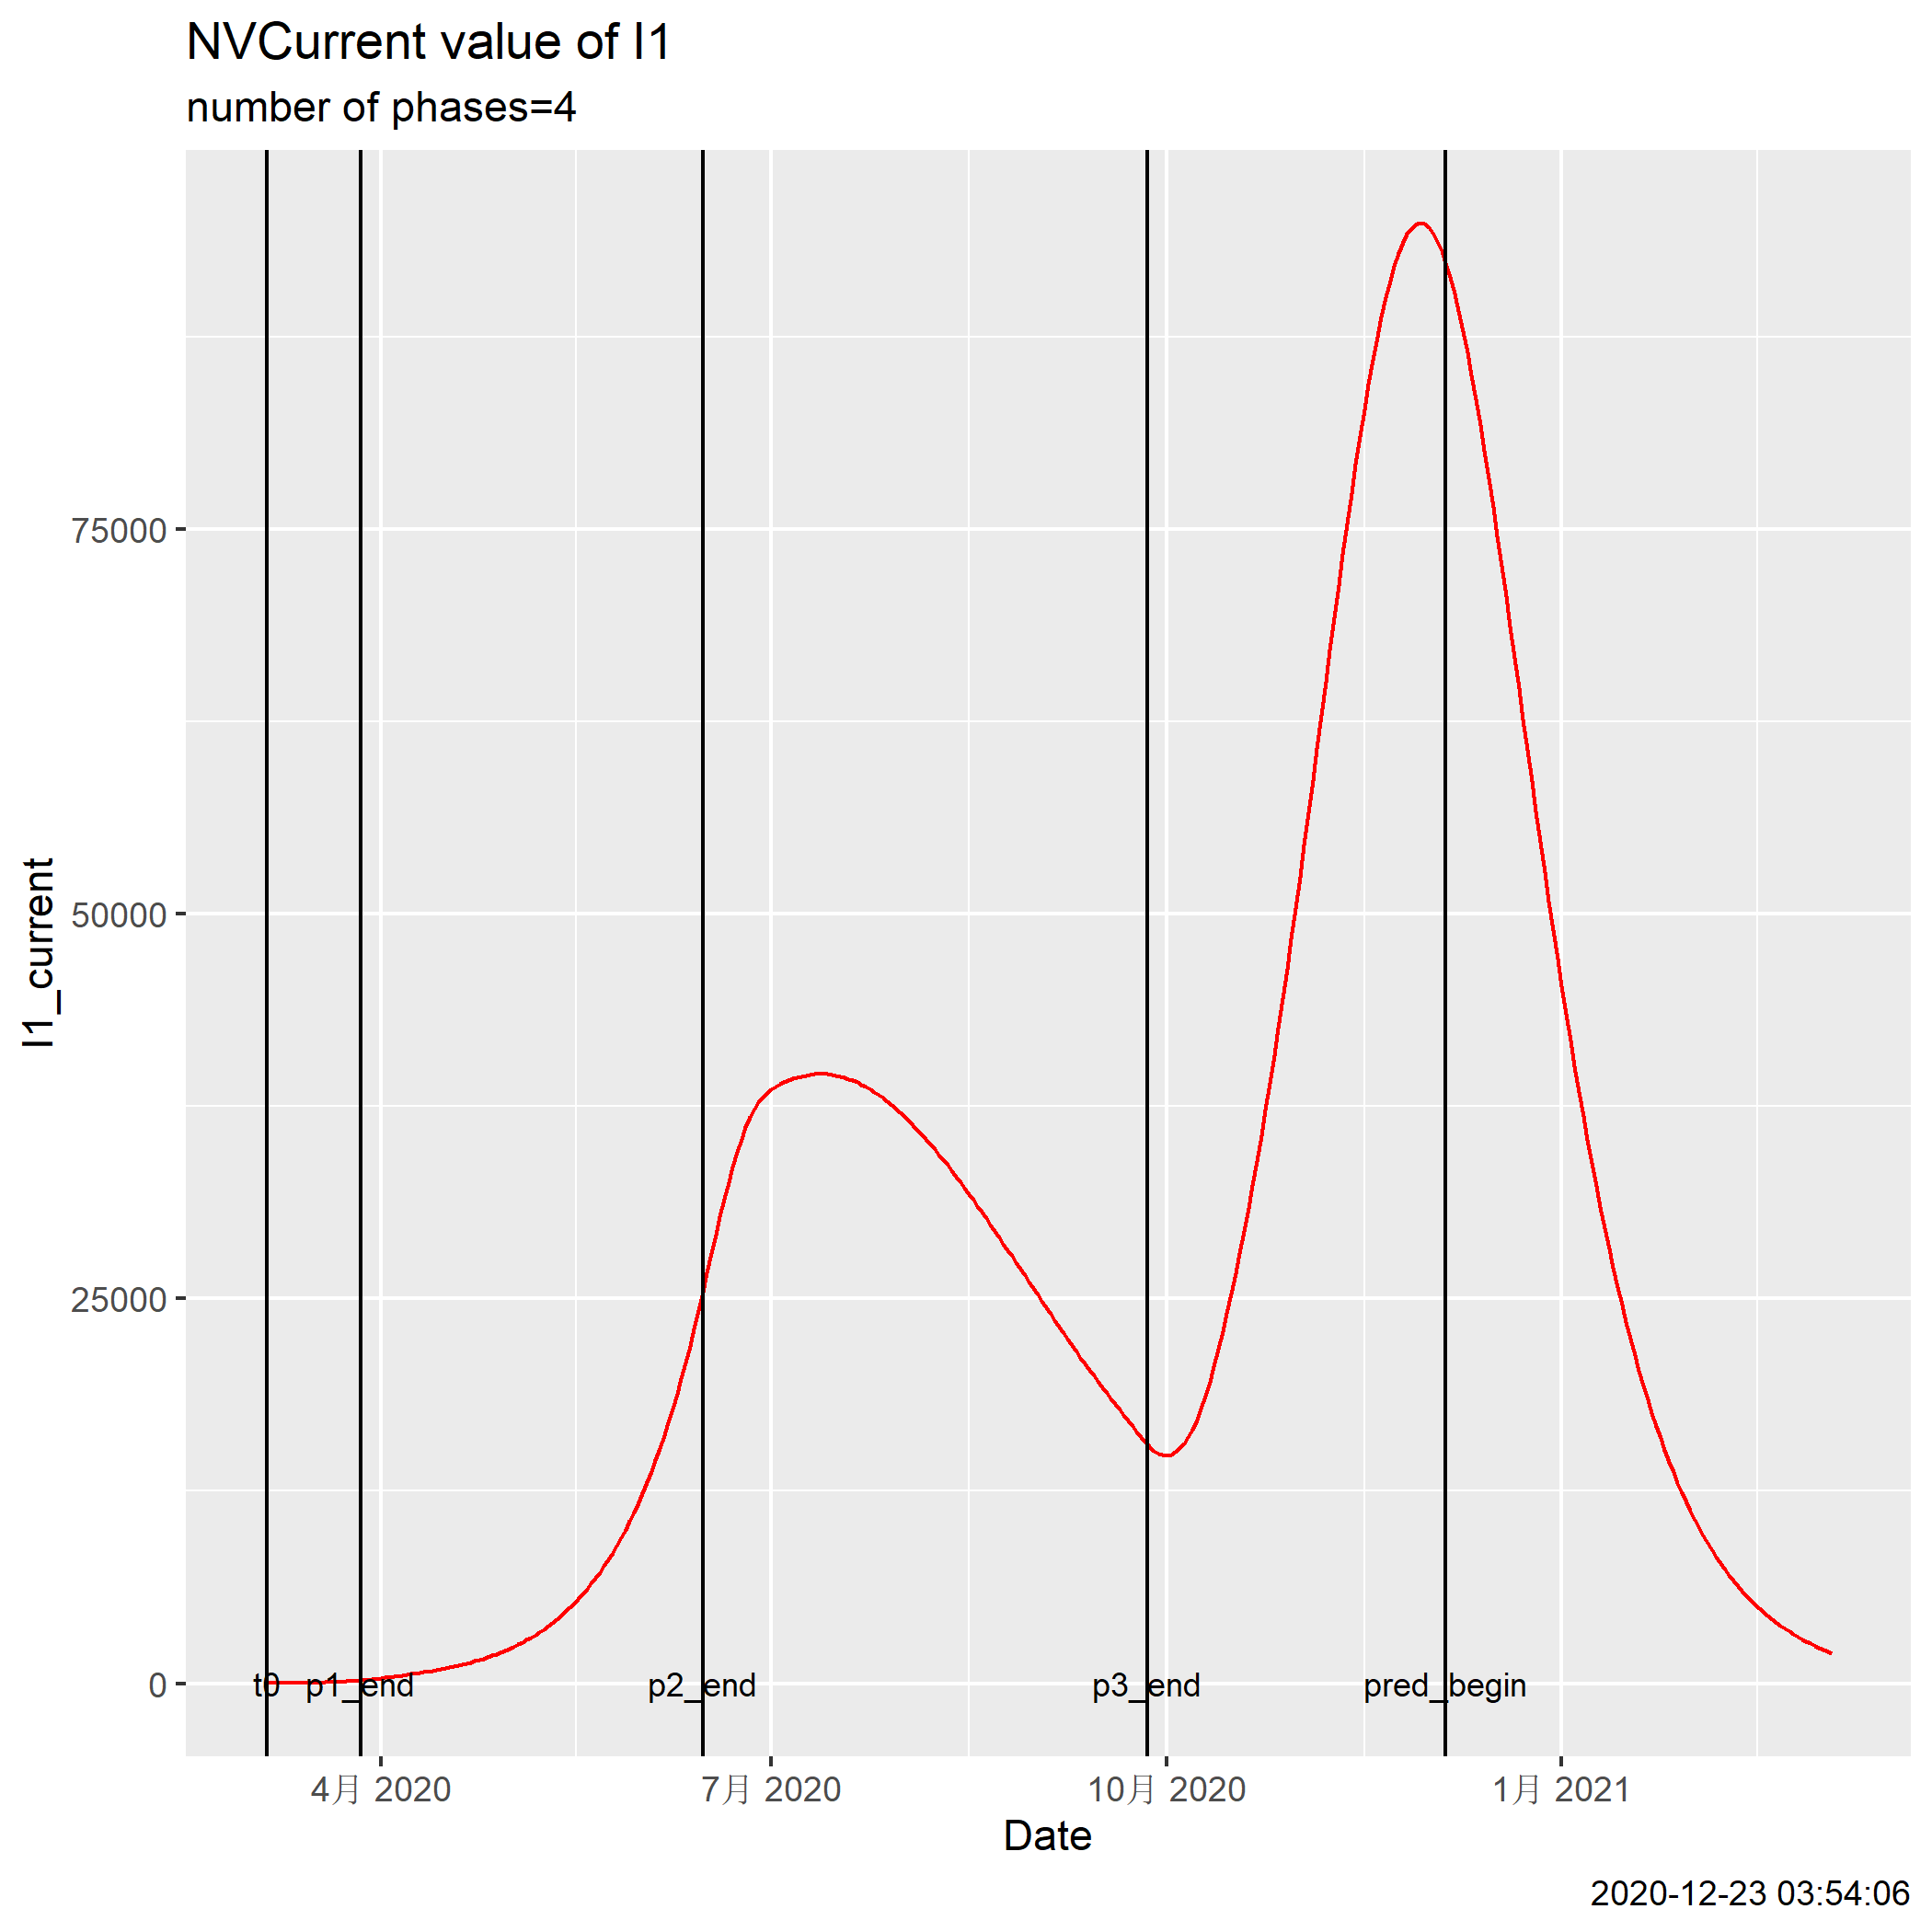 NVCurrent value of I1
number of phases=4
75000
50000
25000
0
I1_current
t0 p1_end p2_end p3_end pred_begin
4月 2020 7月 2020 10月 2020 1月 2021
Date
2020-12-23 03:54:06